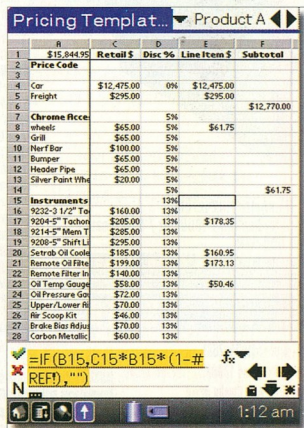 Pricing Templat... Product A
A C D E F
1 $15,844.95 Retail $ Disc % Line Item $ Subtotal
2 Price Code
3
4 Car $12,475.00 0% $12,475.00
5 Freight $295.00 $295.00
6 $12,770.00
7 Chrome Acce: 5%
8 wheels $65.00 5% $61.75
9 Grill $65.00 5%
10 Nerf Bar $100.00 5%
11 Bumper $65.00 5%
12 Header Pipe $65.00 5%
13 Silver Paint Whe $20.00 5%
14 5% $61.75
15 Instruments 13%
16 9232-3 1/2" Ta $160.00 13%
17 9204-5" Tachon $205.00 13% $178.35
18 9214-5" Mem T $285.00 13%
19 9208-5" Shift Li $295.00 13%
20 Setrab Oil Coole $185.00 13% $160.95
21 Remote Oil Filte $199.00 13% $173.13
22 Remote Filter In $140.00 13%
23 Oil Temp Gauge $58.00 13% $50.46
24 Oil Pressure Gau $72.00 13%
25 Upper/Lower Ri $70.00 13%
26 Air Scoop Kit $46.00 13%
27 Brake Bias Adjus $70.00 13%
28 Carbon Metallic $60.00 13%
=IF(B15,C15*B15*(1-#
REF!),"")
fx
N
1:12 am